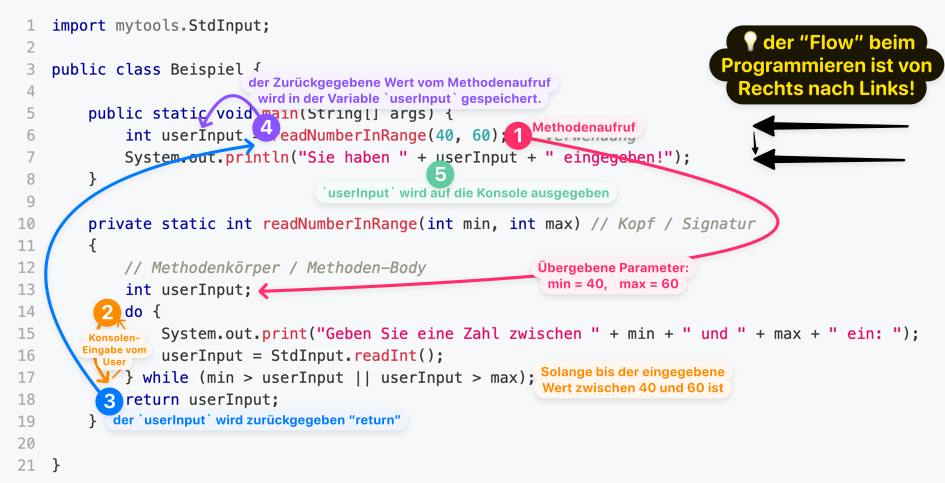 1 import mytools.StdInput;
2
3 public class Beispiel {
der Zurückgegebene Wert vom Methodenaufruf
wird in der Variable `userInput` gespeichert.
💡 der “Flow” beim
Programmieren ist von
Rechts nach Links!
4
5 public static void main(String[] args) {
4
6 int userInput = readNumberInRange(40, 60); // Verwendung
1 Methodenaufruf
7 System.out.println("Sie haben " + userInput + " eingegeben!");
5
8 }
`userInput` wird auf die Konsole ausgegeben
9
10 private static int readNumberInRange(int min, int max) // Kopf / Signatur
11 {
12 // Methodenkörper / Methoden-Body
Übergebene Parameter:
min = 40, max = 60
13 int userInput;
2
14 do {
15 System.out.print("Geben Sie eine Zahl zwischen " + min + " und " + max + " ein: ");
Konsolen-
Eingabe vom
User
16 userInput = StdInput.readInt();
17 } while (min > userInput || userInput > max);
Solange bis der eingegebene
Wert zwischen 40 und 60 ist
3
18 return userInput;
19 }
der `userInput` wird zurückgegeben “return”
20
21 }